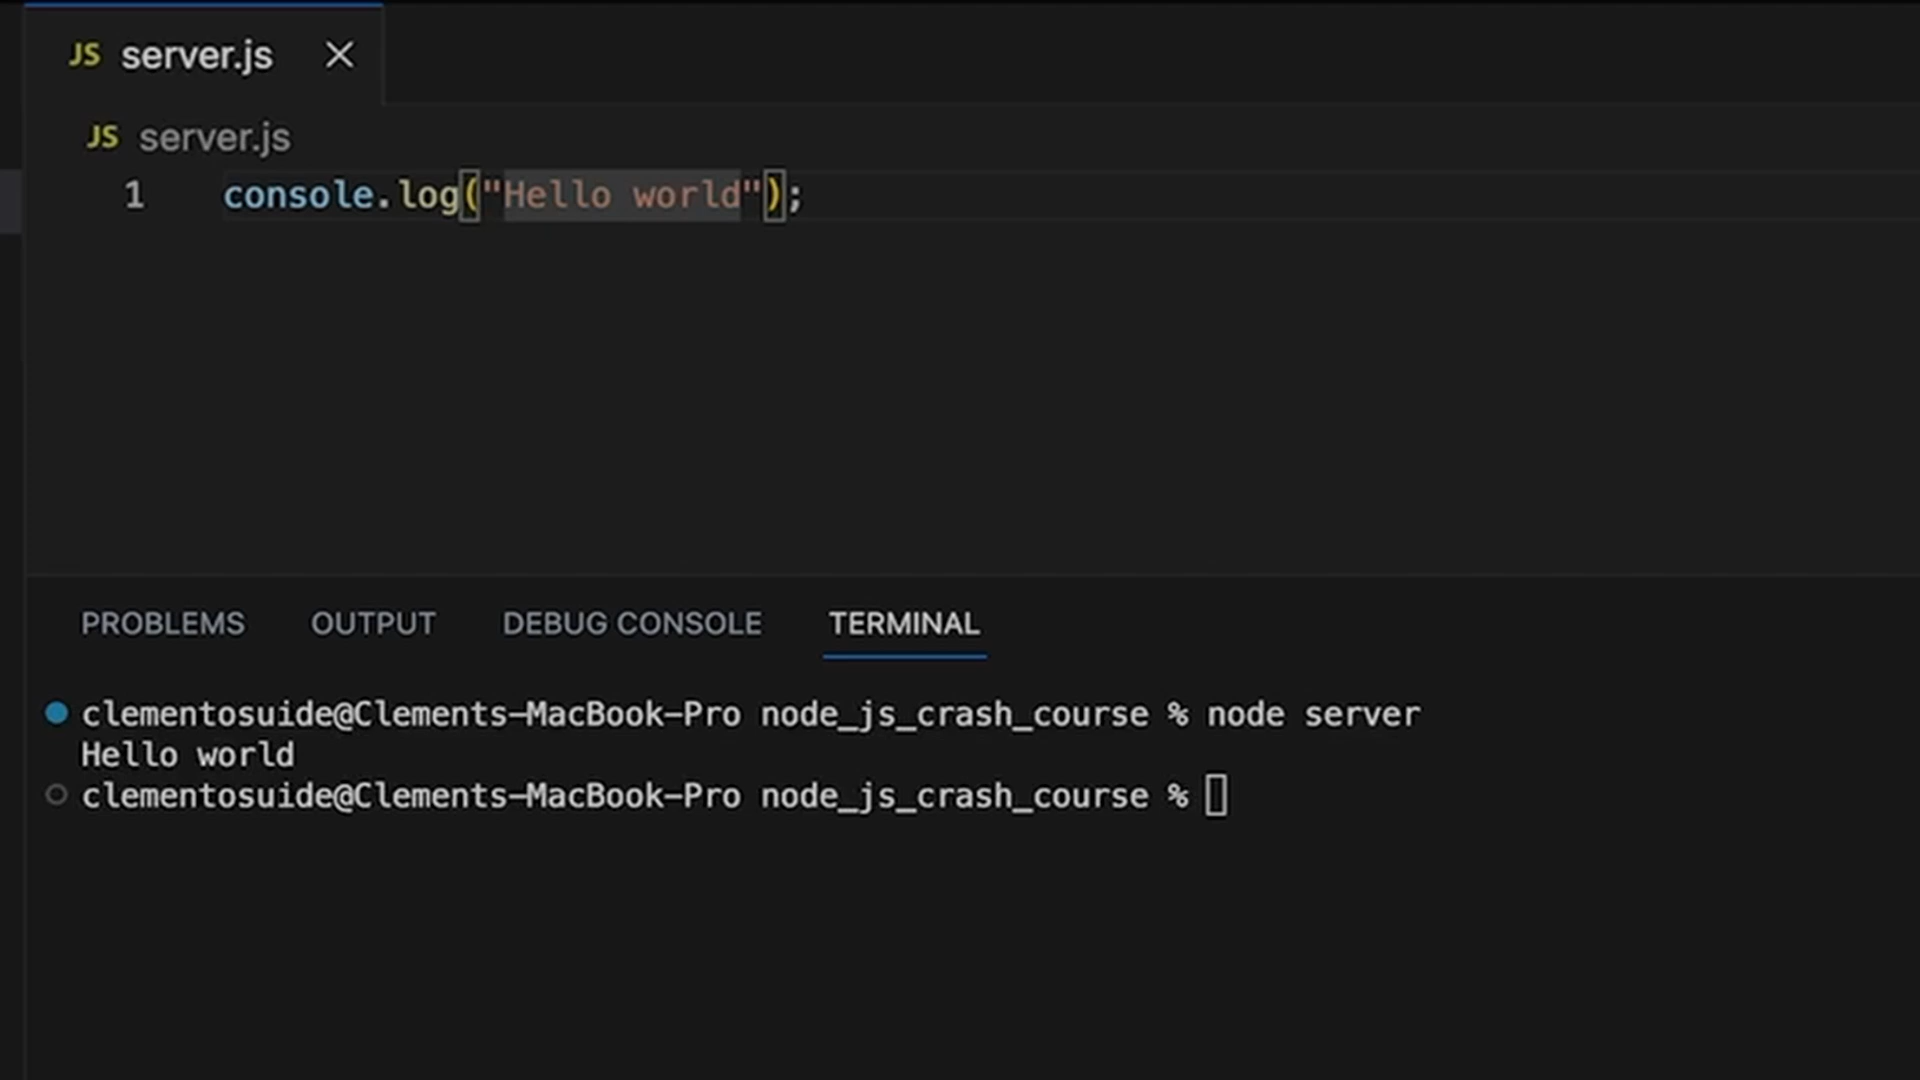 JS server.js
JS server.js
1 console.log("Hello world");
PROBLEMS OUTPUT DEBUG CONSOLE TERMINAL
clementosuide@Clements-MacBook-Pro node_js_crash_course % node server
Hello world
clementosuide@Clements-MacBook-Pro node_js_crash_course %